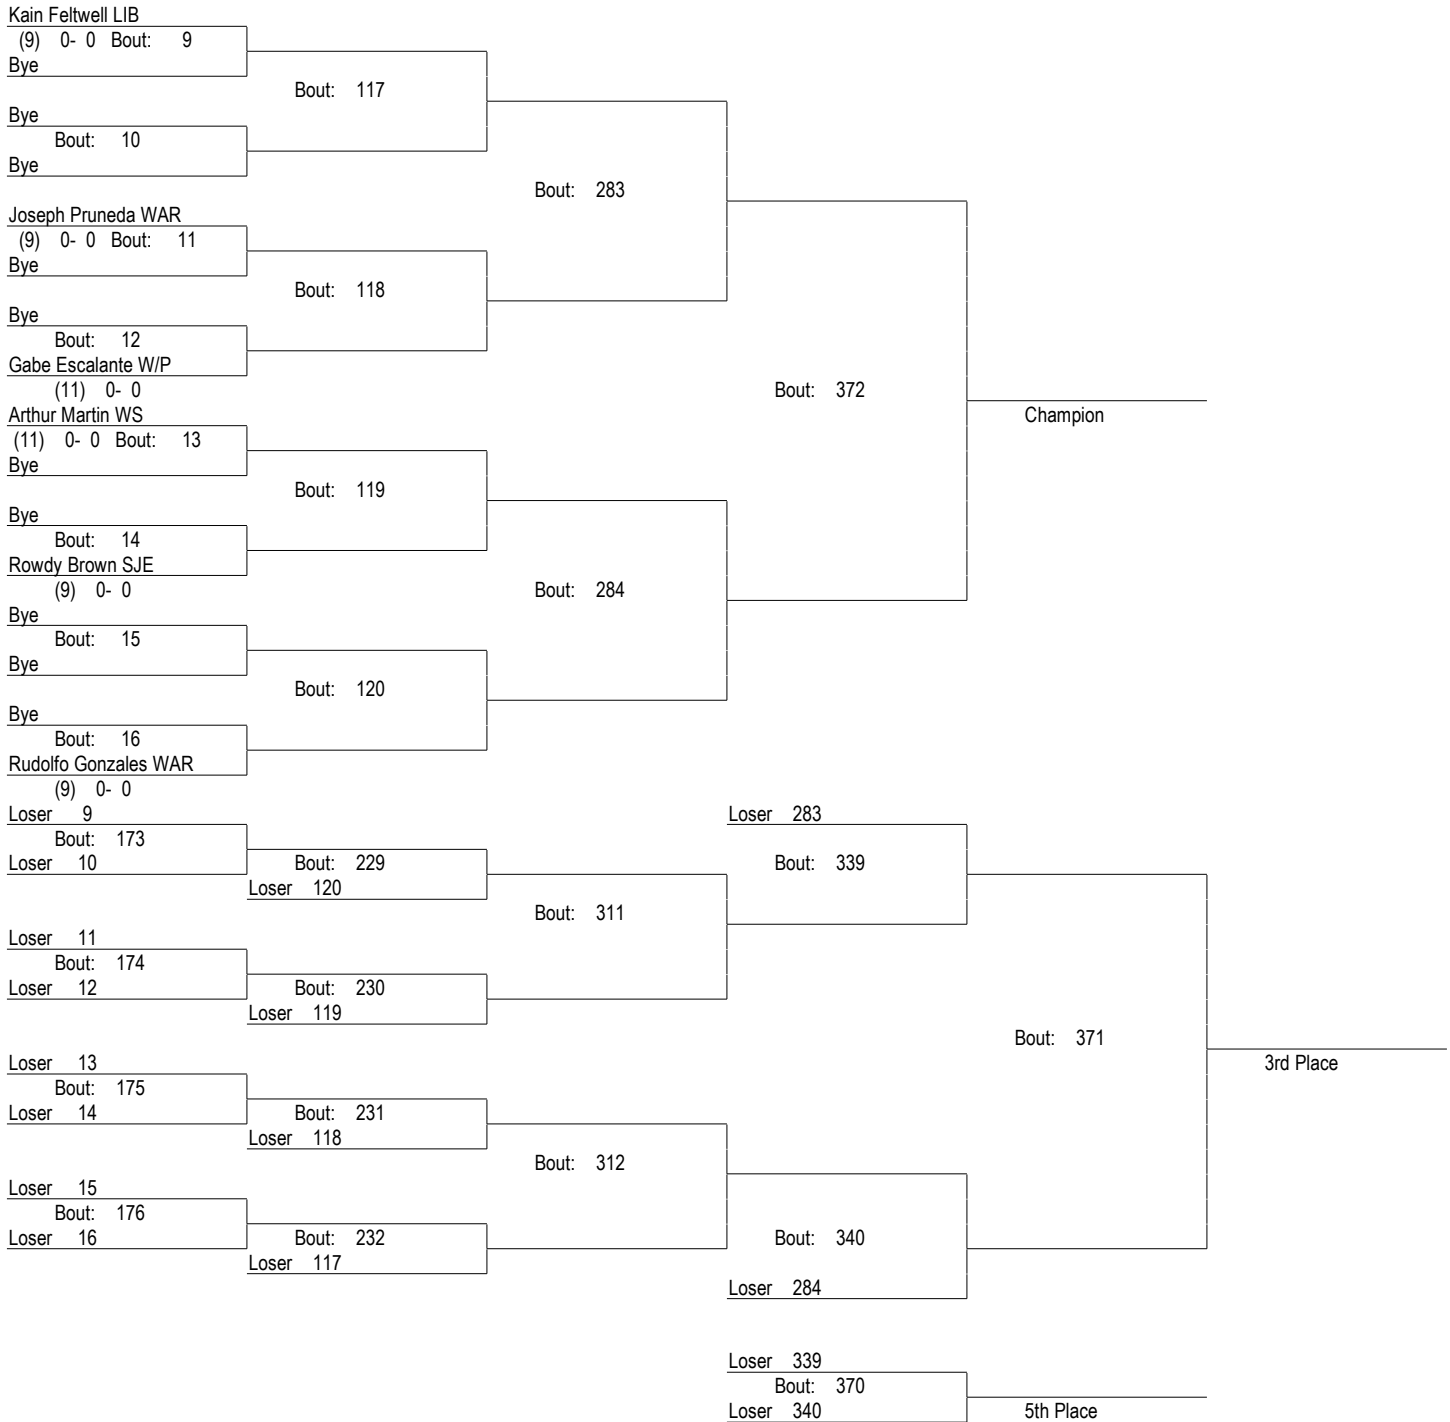 Kain Feltwell LIB
(9) 0- 0 Bout: 9
Bye
Bout: 117
Bye
Bout: 10
Bye
Bout: 283
Joseph Pruneda WAR
(9) 0- 0 Bout: 11
Bye
Bout: 118
Bye
Bout: 12
Gabe Escalante W/P
(11) 0- 0
Bout: 372
Champion
Arthur Martin WS
(11) 0- 0 Bout: 13
Bye
Bout: 119
Bye
Bout: 14
Rowdy Brown SJE
(9) 0- 0
Bout: 284
Bye
Bout: 15
Bye
Bout: 120
Bye
Bout: 16
Rudolfo Gonzales WAR
(9) 0- 0
Loser 9
Bout: 173
Loser 10
Bout: 229
Loser 120
Loser 283
Bout: 339
Bout: 311
Loser 11
Bout: 174
Loser 12
Bout: 230
Loser 119
Bout: 371
3rd Place
Loser 13
Bout: 175
Loser 14
Bout: 231
Loser 118
Bout: 312
Loser 15
Bout: 176
Loser 16
Bout: 232
Loser 117
Bout: 340
Loser 284
Loser 339
Bout: 370
Loser 340
5th Place